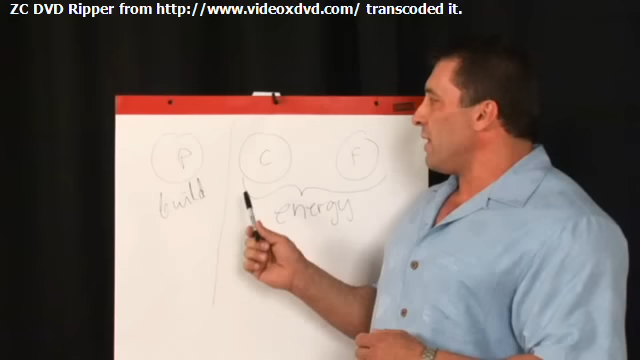 ZC DVD Ripper from http://www.videoxdvd.com/ transcoded it.
P C F
build energy